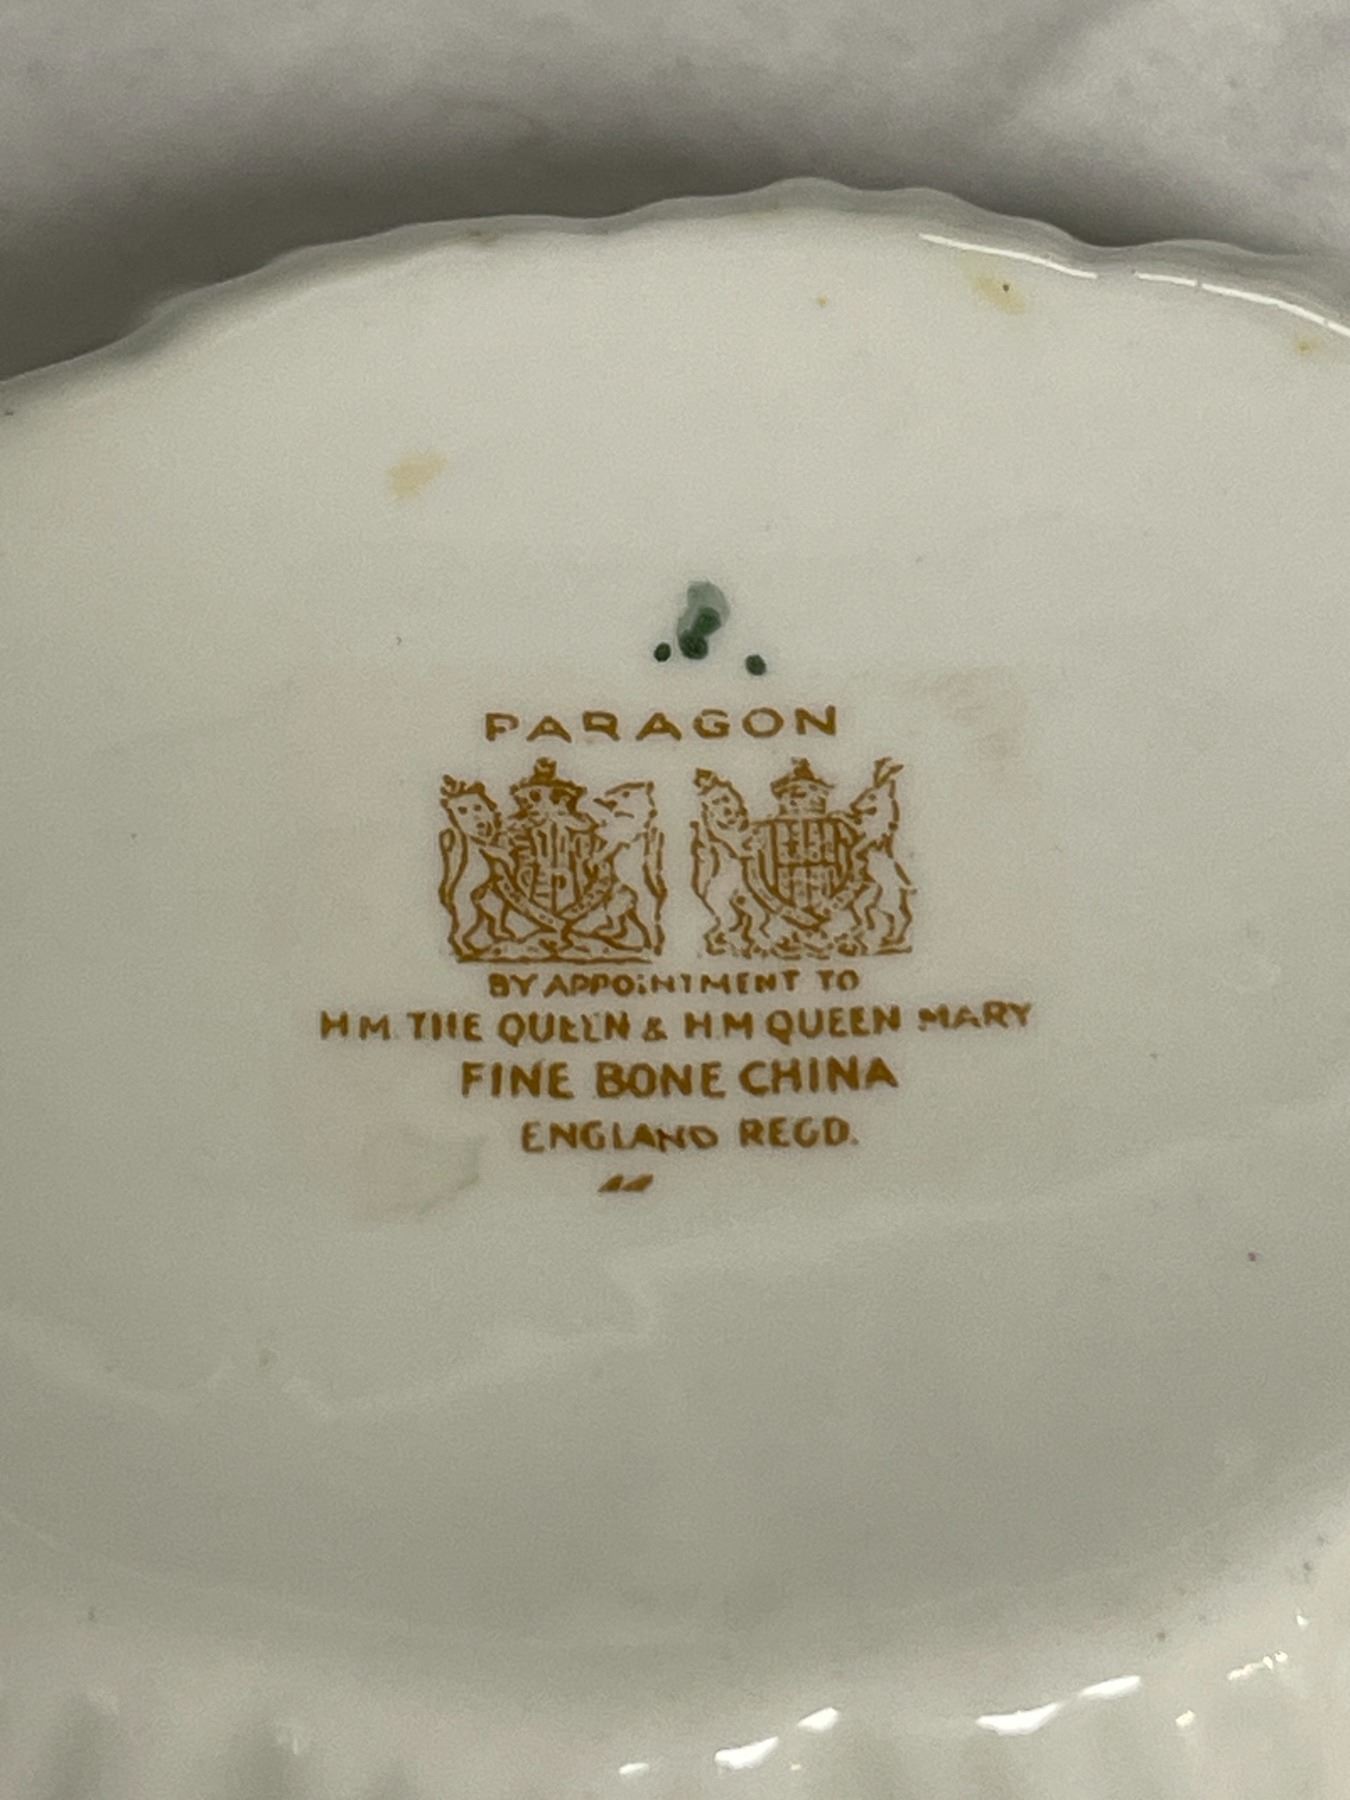 PARAGON
BY APPOINTMENT TO
H.M. THE QUEEN & H.M QUEEN MARY
FINE BONE CHINA
ENGLAND REGD.